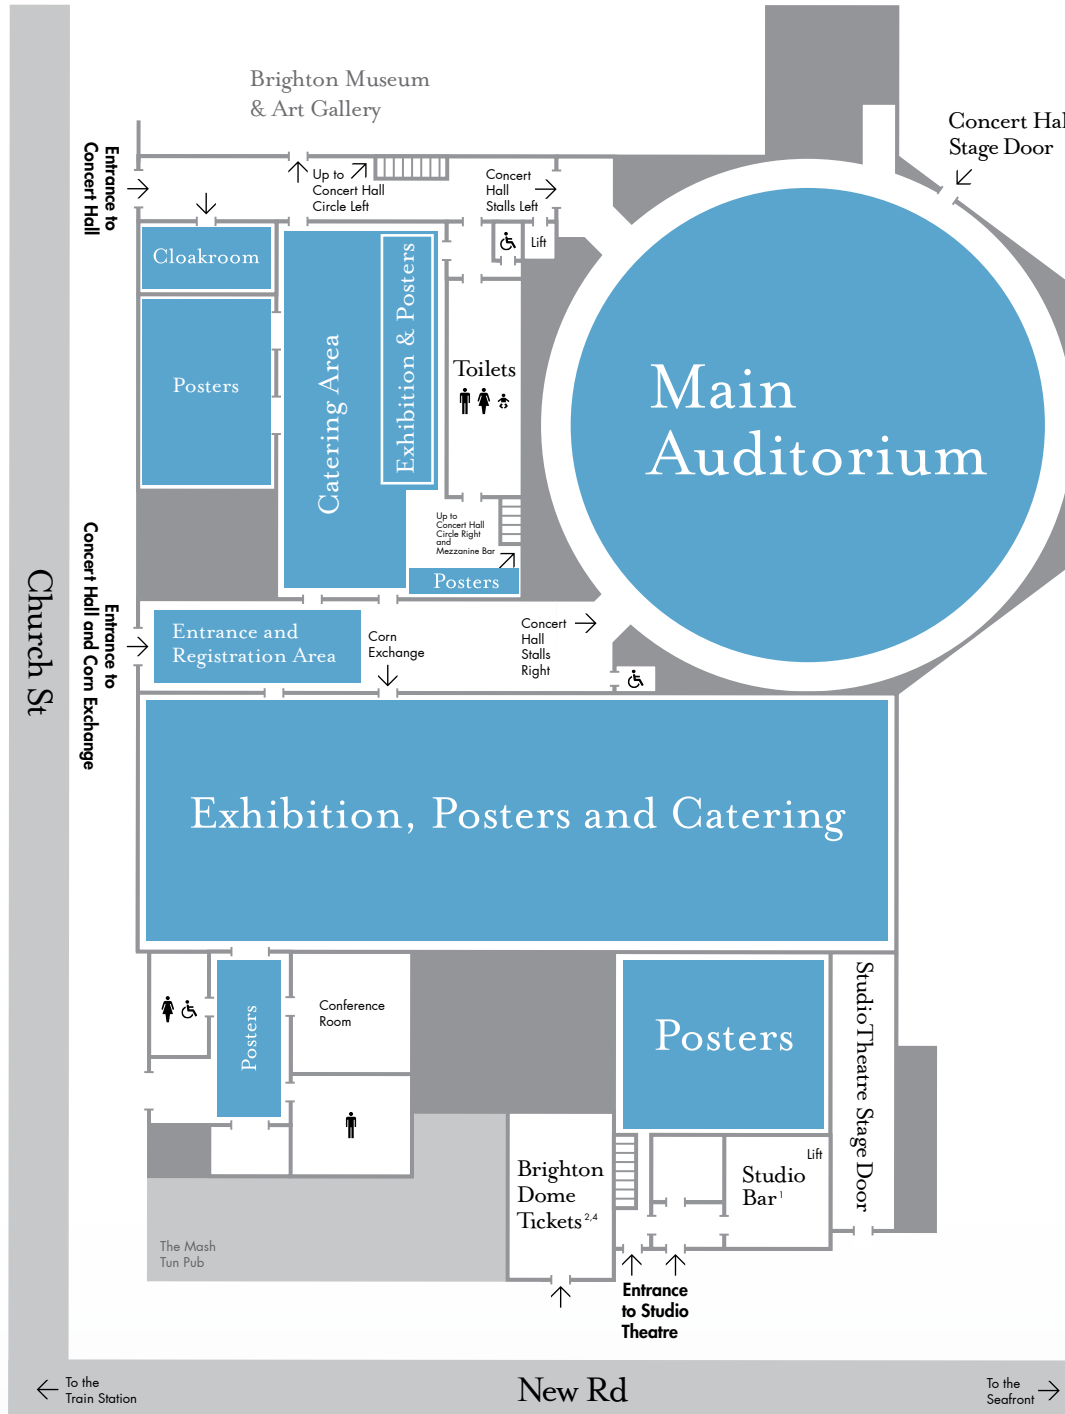 Brighton Museum
& Art Gallery
Concert Hal
Stage Door
Entrance to
Concert Hall
Up to
Concert Hall
Circle Left
Concert
Hall
Stalls Left
Lift
Cloakroom
Posters
Catering Area
Exhibition & Posters
Toilets
Main
Auditorium
Up to
Concert Hall
Circle Right
and
Mezzanine Bar
Posters
Church St
Entrance to
Concert Hall and Corn Exchange
Entrance and
Registration Area
Corn
Exchange
Concert
Hall
Stalls
Right
Exhibition, Posters and Catering
Posters
Conference
Room
Posters
Studio Theatre Stage Door
Brighton
Dome
Tickets 2,4
Lift
Studio
Bar 1
The Mash
Tun Pub
Entrance
to Studio
Theatre
To the
Train Station
New Rd
To the
Seafront